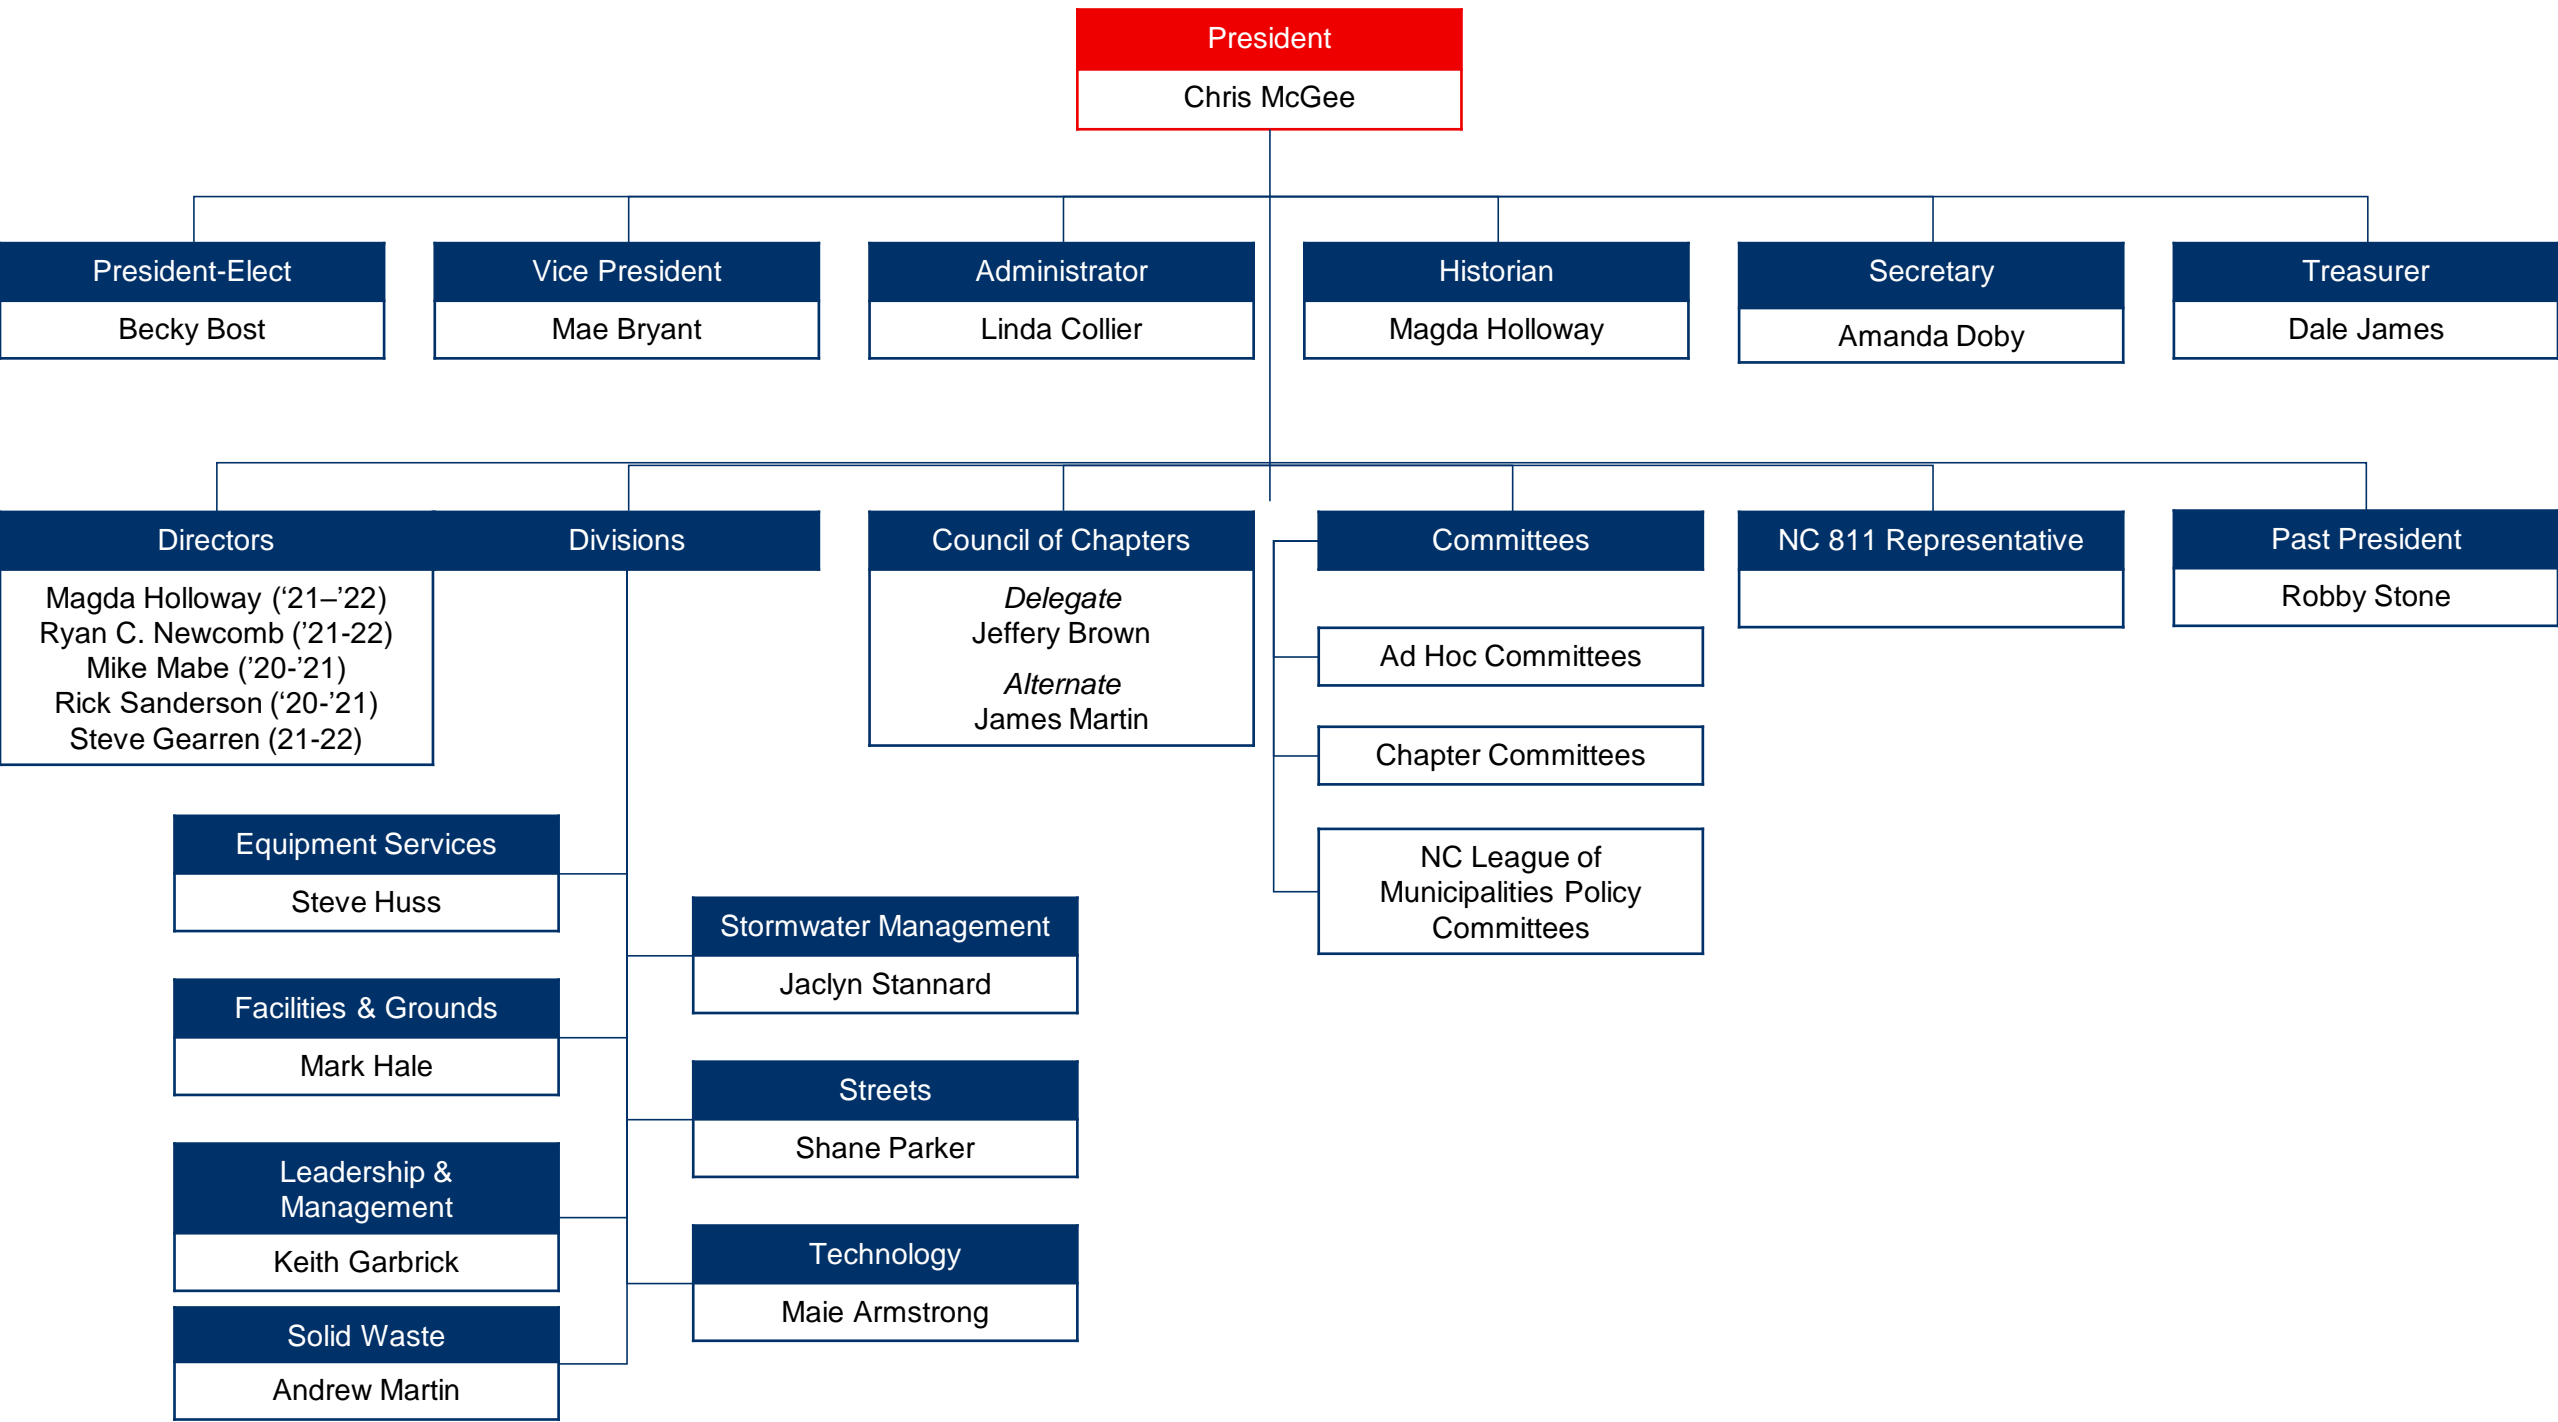 President
Chris McGee
President-Elect
Becky Bost
Vice President
Mae Bryant
Administrator
Linda Collier
Historian
Magda Holloway
Secretary
Amanda Doby
Treasurer
Dale James
Directors
Magda Holloway (‘21–’22)
Ryan C. Newcomb (’21-22)
Mike Mabe (’20-’21)
Rick Sanderson (‘20-’21)
Steve Gearren (21-22)
Divisions
Council of Chapters
Delegate
Jeffery Brown
Alternate
James Martin
Committees
Ad Hoc Committees
Chapter Committees
NC League of
Municipalities Policy
Committees
NC 811 Representative
Past President
Robby Stone
Equipment Services
Steve Huss
Facilities & Grounds
Mark Hale
Leadership &
Management
Keith Garbrick
Solid Waste
Andrew Martin
Stormwater Management
Jaclyn Stannard
Streets
Shane Parker
Technology
Maie Armstrong